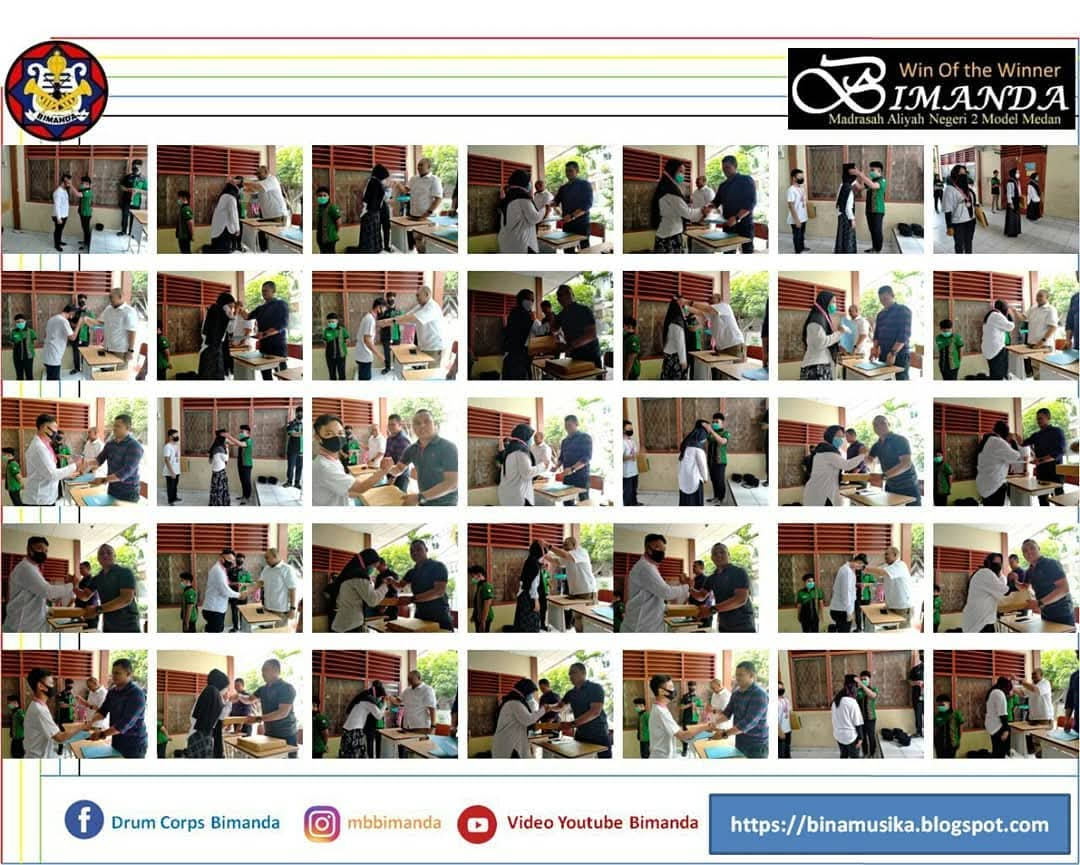 BIMANDA
Win Of the Winner
BIMANDA
Madrasah Aliyah Negeri 2 Model Medan
Drum Corps Bimanda
mbbimanda
Video Youtube Bimanda
https://binamusika.blogspot.com